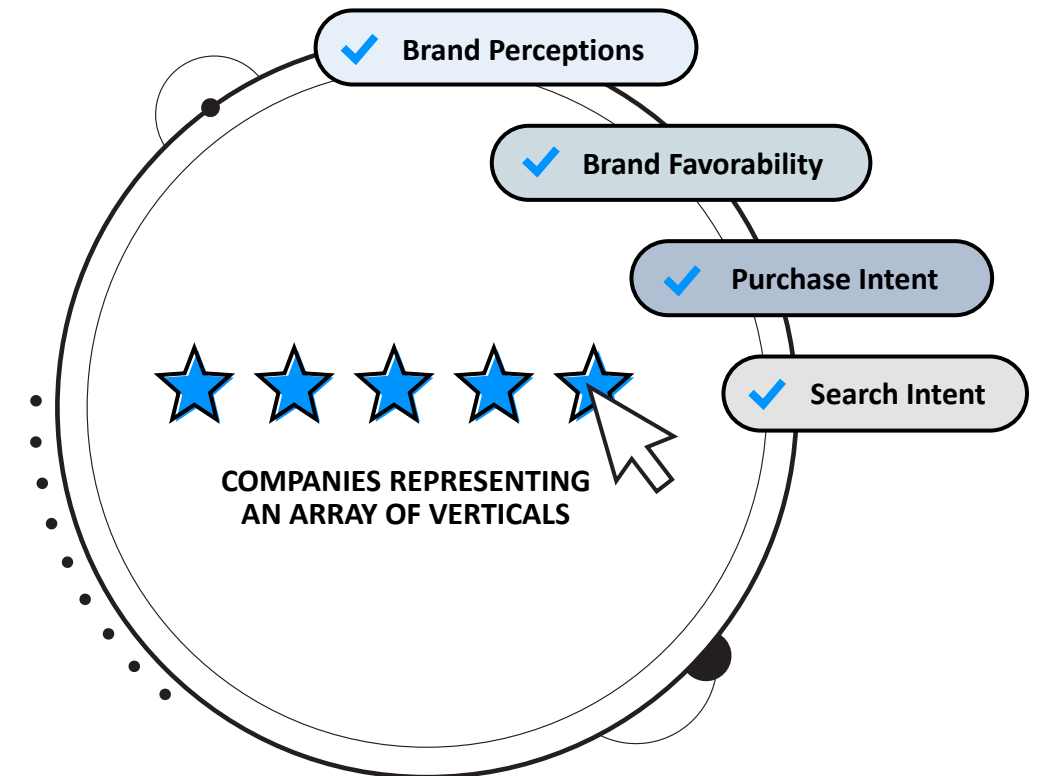 Brand Perceptions
Brand Favorability
Purchase Intent
Search Intent
COMPANIES REPRESENTING
AN ARRAY OF VERTICALS